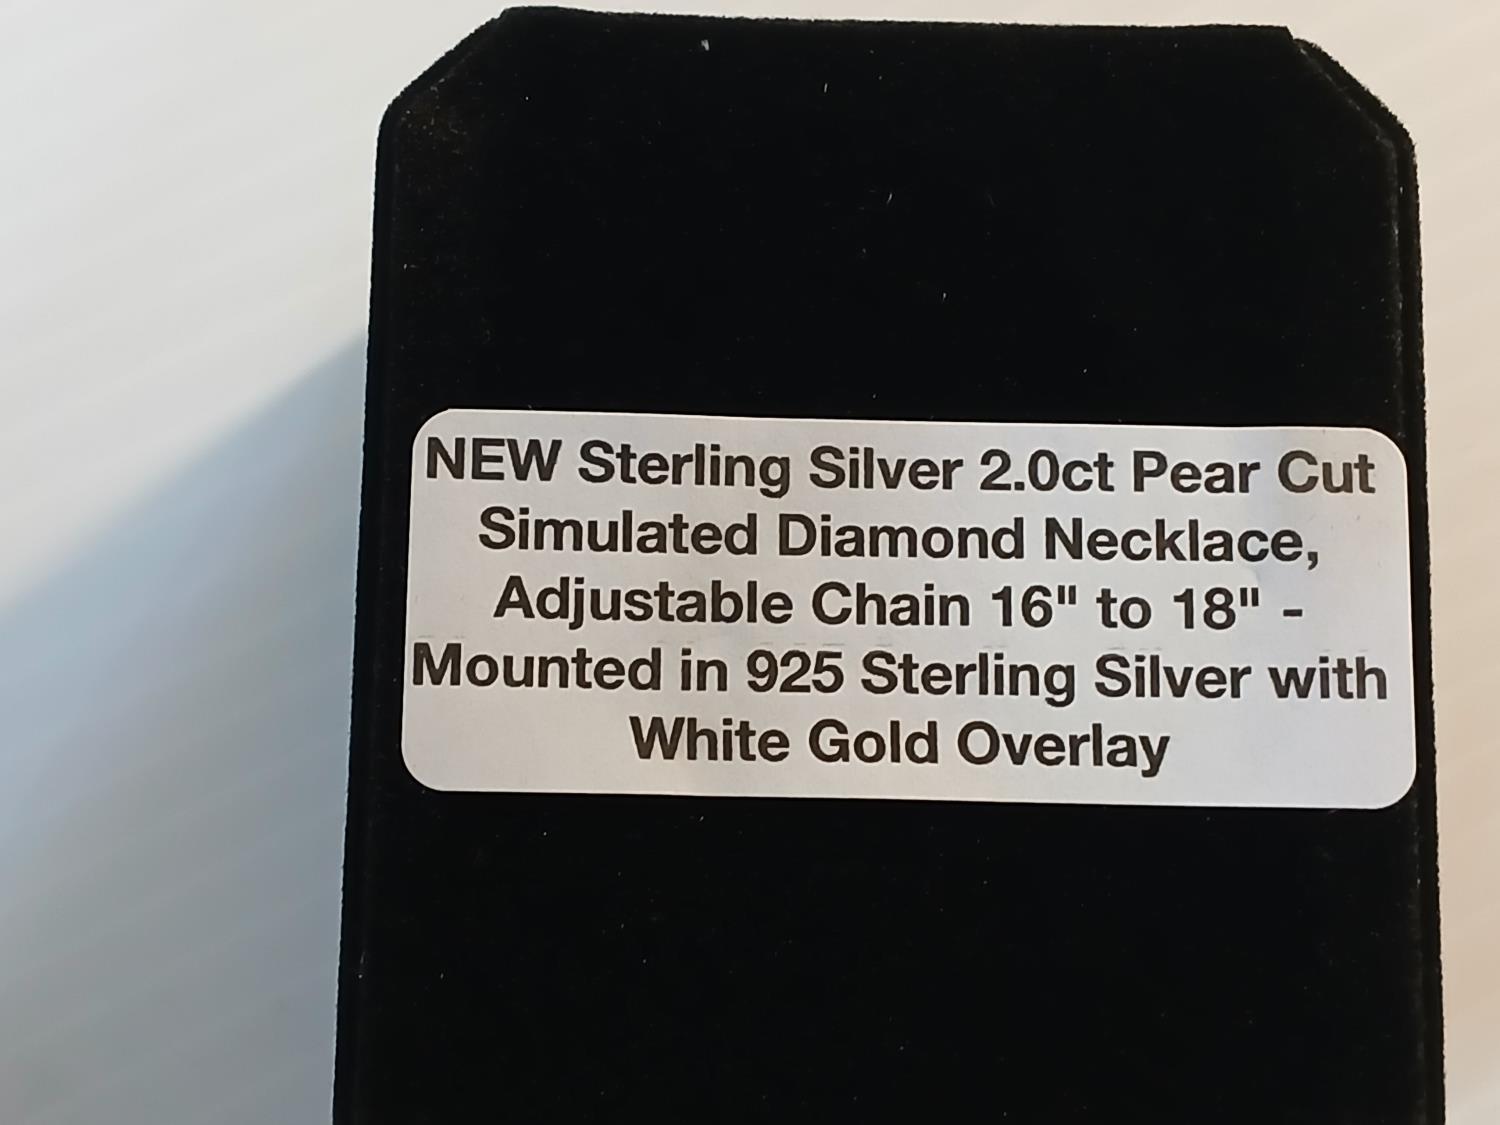 NEW Sterling Silver 2.0ct Pear Cut
Simulated Diamond Necklace,
Adjustable Chain 16" to 18" -
Mounted in 925 Sterling Silver with
White Gold Overlay